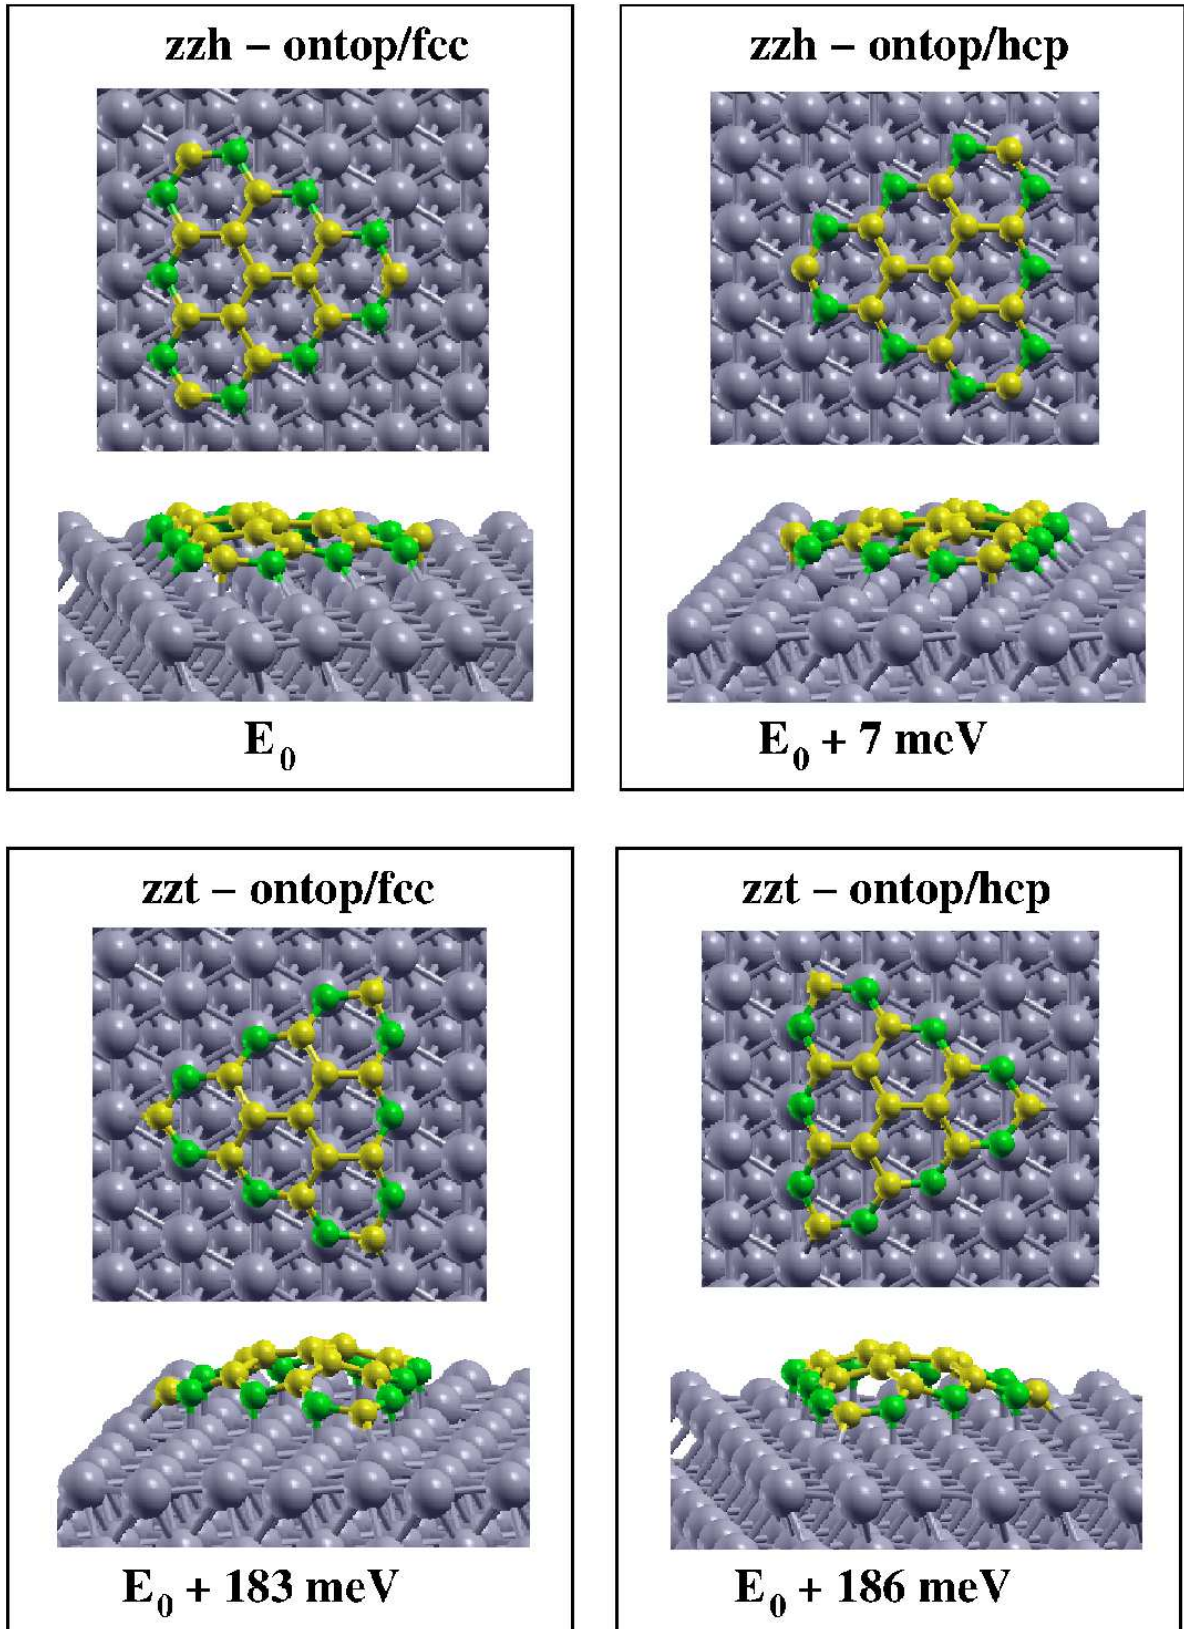 zzh – ontop/fcc
zzh – ontop/hcp
E₀
E₀ + 7 meV
zzt – ontop/fcc
zzt – ontop/hcp
E₀ + 183 meV
E₀ + 186 meV